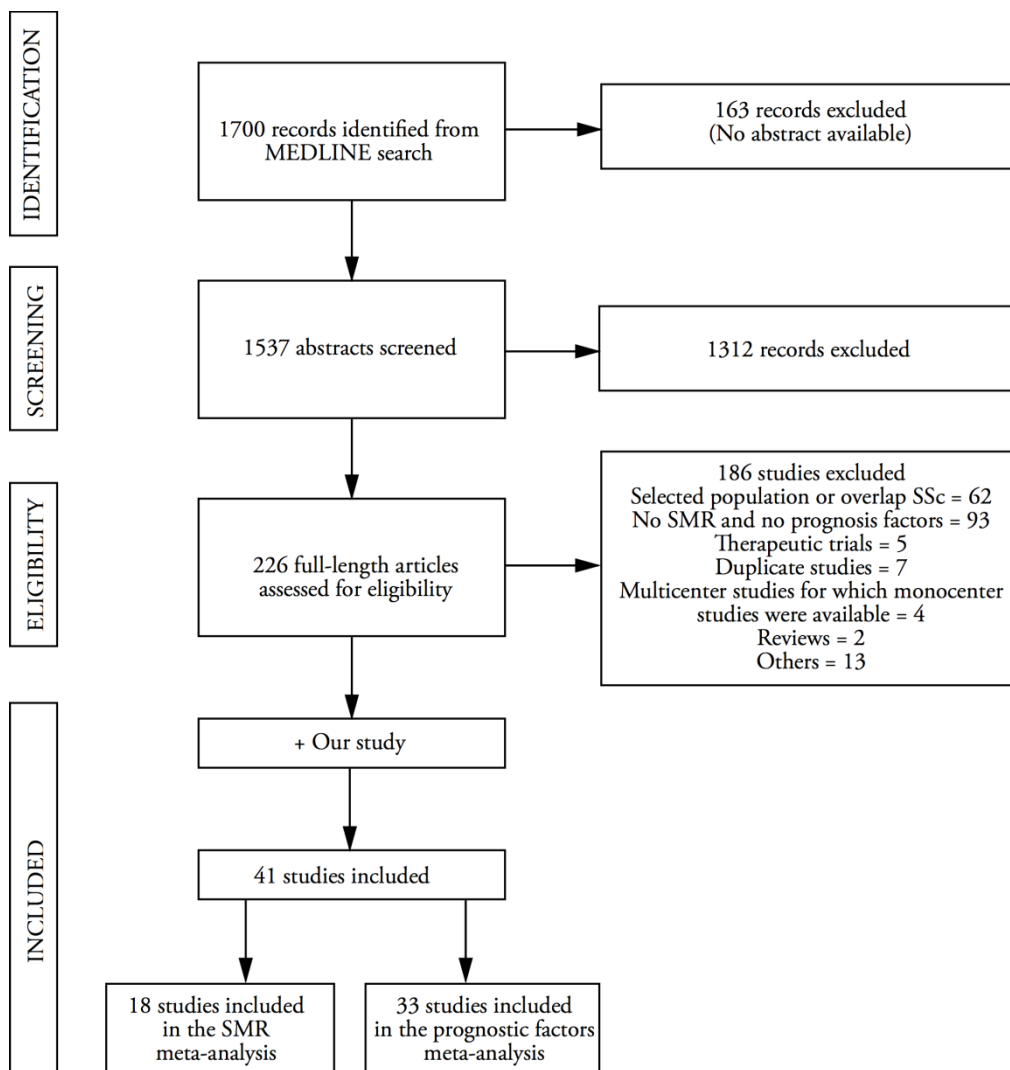 IDENTIFICATION
1700 records identified from
MEDLINE search
163 records excluded
(No abstract available)
SCREENING
1537 abstracts screened
1312 records excluded
ELIGIBILITY
226 full-length articles
assessed for eligibility
186 studies excluded
Selected population or overlap SSc = 62
No SMR and no prognosis factors = 93
Therapeutic trials = 5
Duplicate studies = 7
Multicenter studies for which monocenter
studies were available = 4
Reviews = 2
Others = 13
INCLUDED
+ Our study
41 studies included
18 studies included
in the SMR
meta-analysis
33 studies included
in the prognostic factors
meta-analysis